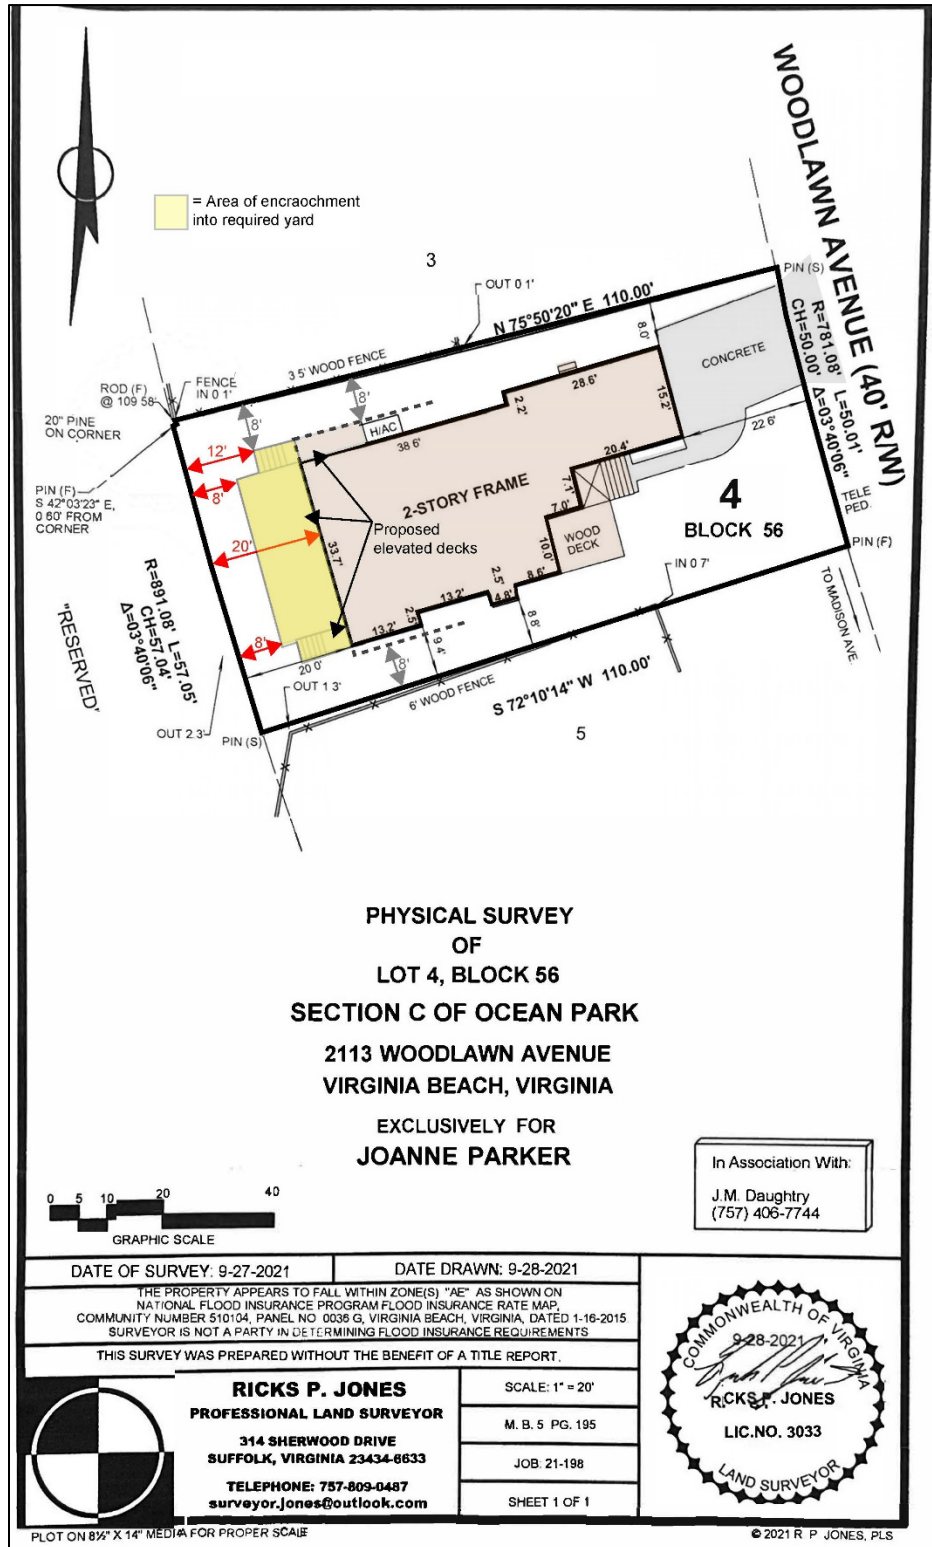 WOODLAWN AVENUE (40' R/W)
R=781.08' L=50.01'
CH=50.00' Δ=03°40'06"
= Area of encraochment
into required yard
3
PIN (S)
OUT 0 1'
N 75°50'20" E 110.00'
3 5' WOOD FENCE
8.0'
CONCRETE
ROD (F)
@ 109 58'
FENCE
IN 0 1'
20" PINE
ON CORNER
8'
8'
H/AC
38 6'
2.2'
28.6'
15.2'
22 6'
12'
8'
PIN (F)
S 42°03'23" E,
0 60' FROM
CORNER
2-STORY FRAME
20.4'
7.1'
7.0'
4
BLOCK 56
TELE
PED.
PIN (F)
20'
33.7'
Proposed
elevated decks
WOOD
DECK
10.0'
8.6'
2.5'
4.8'
13.2'
2.5'
13.2'
IN 0 7'
TO MADISON AVE
R=891.08' L=57.05'
CH=57.04'
Δ=03°40'06"
"RESERVED'
8'
20 0'
8'
9 4'
8 8'
OUT 1 3'
6' WOOD FENCE
S 72°10'14" W 110.00'
OUT 2.3'
PIN (S)
5
PHYSICAL SURVEY
OF
LOT 4, BLOCK 56
SECTION C OF OCEAN PARK
2113 WOODLAWN AVENUE
VIRGINIA BEACH, VIRGINIA
EXCLUSIVELY FOR
JOANNE PARKER
In Association With:
J.M. Daughtry
(757) 406-7744
0 5 10 20 40
GRAPHIC SCALE
DATE OF SURVEY: 9-27-2021
DATE DRAWN: 9-28-2021
THE PROPERTY APPEARS TO FALL WITHIN ZONE(S) "AE" AS SHOWN ON
NATIONAL FLOOD INSURANCE PROGRAM FLOOD INSURANCE RATE MAP,
COMMUNITY NUMBER 510104, PANEL NO 0036 G, VIRGINIA BEACH, VIRGINIA, DATED 1-16-2015
SURVEYOR IS NOT A PARTY IN DETERMINING FLOOD INSURANCE REQUIREMENTS
THIS SURVEY WAS PREPARED WITHOUT THE BENEFIT OF A TITLE REPORT.
RICKS P. JONES
PROFESSIONAL LAND SURVEYOR
314 SHERWOOD DRIVE
SUFFOLK, VIRGINIA 23434-6633
TELEPHONE: 757-809-0487
surveyor.jones@outlook.com
SCALE: 1" = 20'
M. B. 5 PG. 195
JOB: 21-198
SHEET 1 OF 1
COMMONWEALTH OF VIRGINIA
9-28-2021
RICKS P. JONES
LIC.NO. 3033
LAND SURVEYOR
PLOT ON 8½" X 14" MEDIA FOR PROPER SCALE
© 2021 R P JONES, PLS